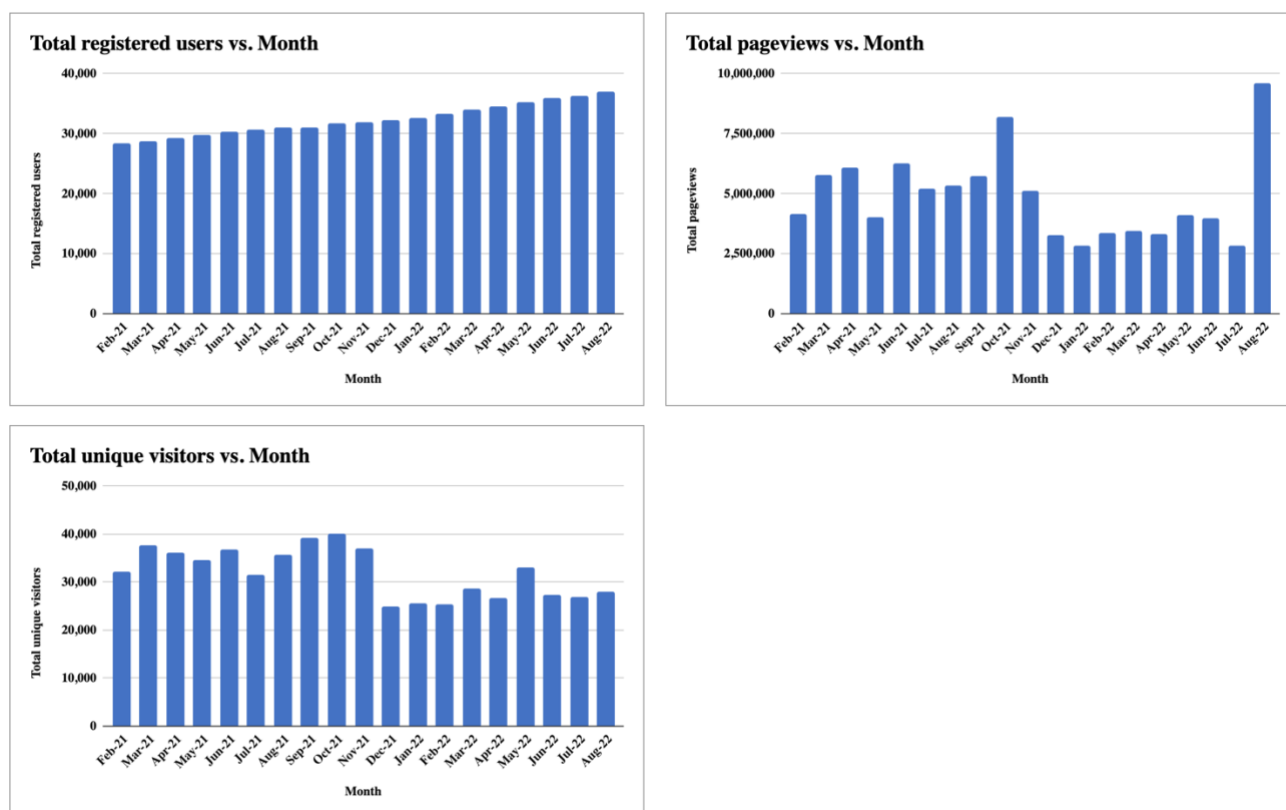 Total registered users vs. Month
40,000
30,000
20,000
10,000
0
Total registered users
Feb-21
Mar-21
Apr-21
May-21
Jun-21
Jul-21
Aug-21
Sep-21
Oct-21
Nov-21
Dec-21
Jan-22
Feb-22
Mar-22
Apr-22
May-22
Jun-22
Jul-22
Aug-22
Month
Total pageviews vs. Month
10,000,000
7,500,000
5,000,000
2,500,000
0
Total pageviews
Feb-21
Mar-21
Apr-21
May-21
Jun-21
Jul-21
Aug-21
Sep-21
Oct-21
Nov-21
Dec-21
Jan-22
Feb-22
Mar-22
Apr-22
May-22
Jun-22
Jul-22
Aug-22
Month
Total unique visitors vs. Month
50,000
40,000
30,000
20,000
10,000
0
Total unique visitors
Feb-21
Mar-21
Apr-21
May-21
Jun-21
Jul-21
Aug-21
Sep-21
Oct-21
Nov-21
Dec-21
Jan-22
Feb-22
Mar-22
Apr-22
May-22
Jun-22
Jul-22
Aug-22
Month